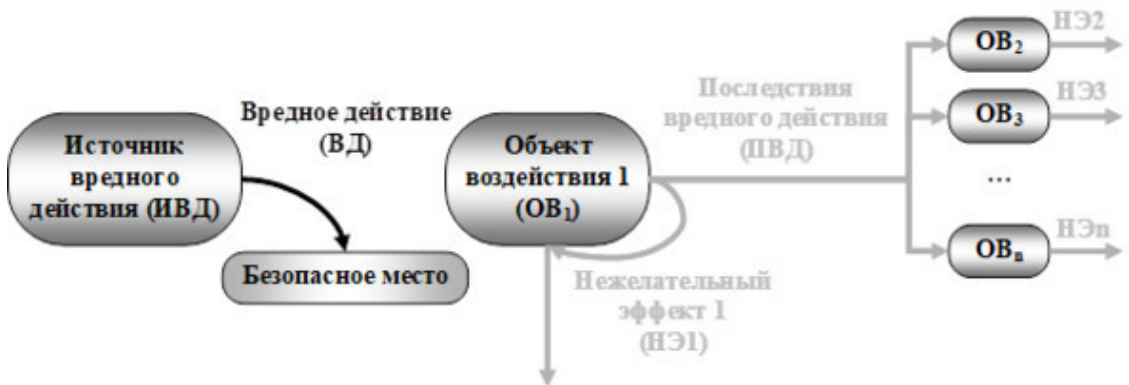 Источник
вредного
действия (ИВД)
Вредное действие
(ВД)
Безопасное место
Объект
воздействия 1
(ОВ₁)
Последствия
вредного действия
(ПВД)
Нежелательный
эффект 1
(НЭ1)
ОВ₂
НЭ2
ОВ₃
НЭ3
...
ОВₙ
НЭn